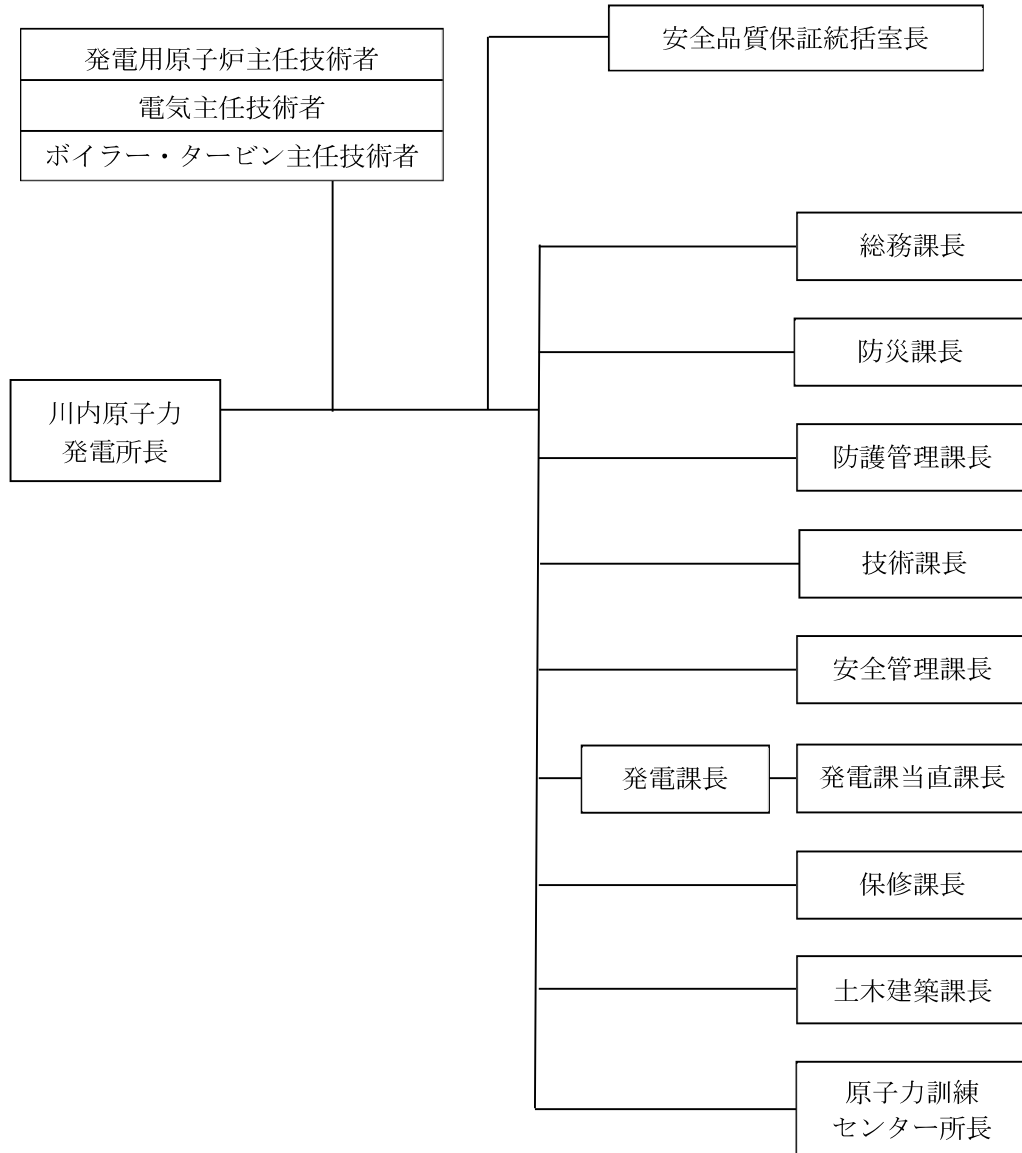 安全品質保証統括室長
発電用原子炉主任技術者
電気主任技術者
ボイラー・タービン主任技術者
川内原子力
発電所長
総務課長
防災課長
防護管理課長
技術課長
安全管理課長
発電課長
発電課当直課長
保修課長
土木建築課長
原子力訓練
センター所長